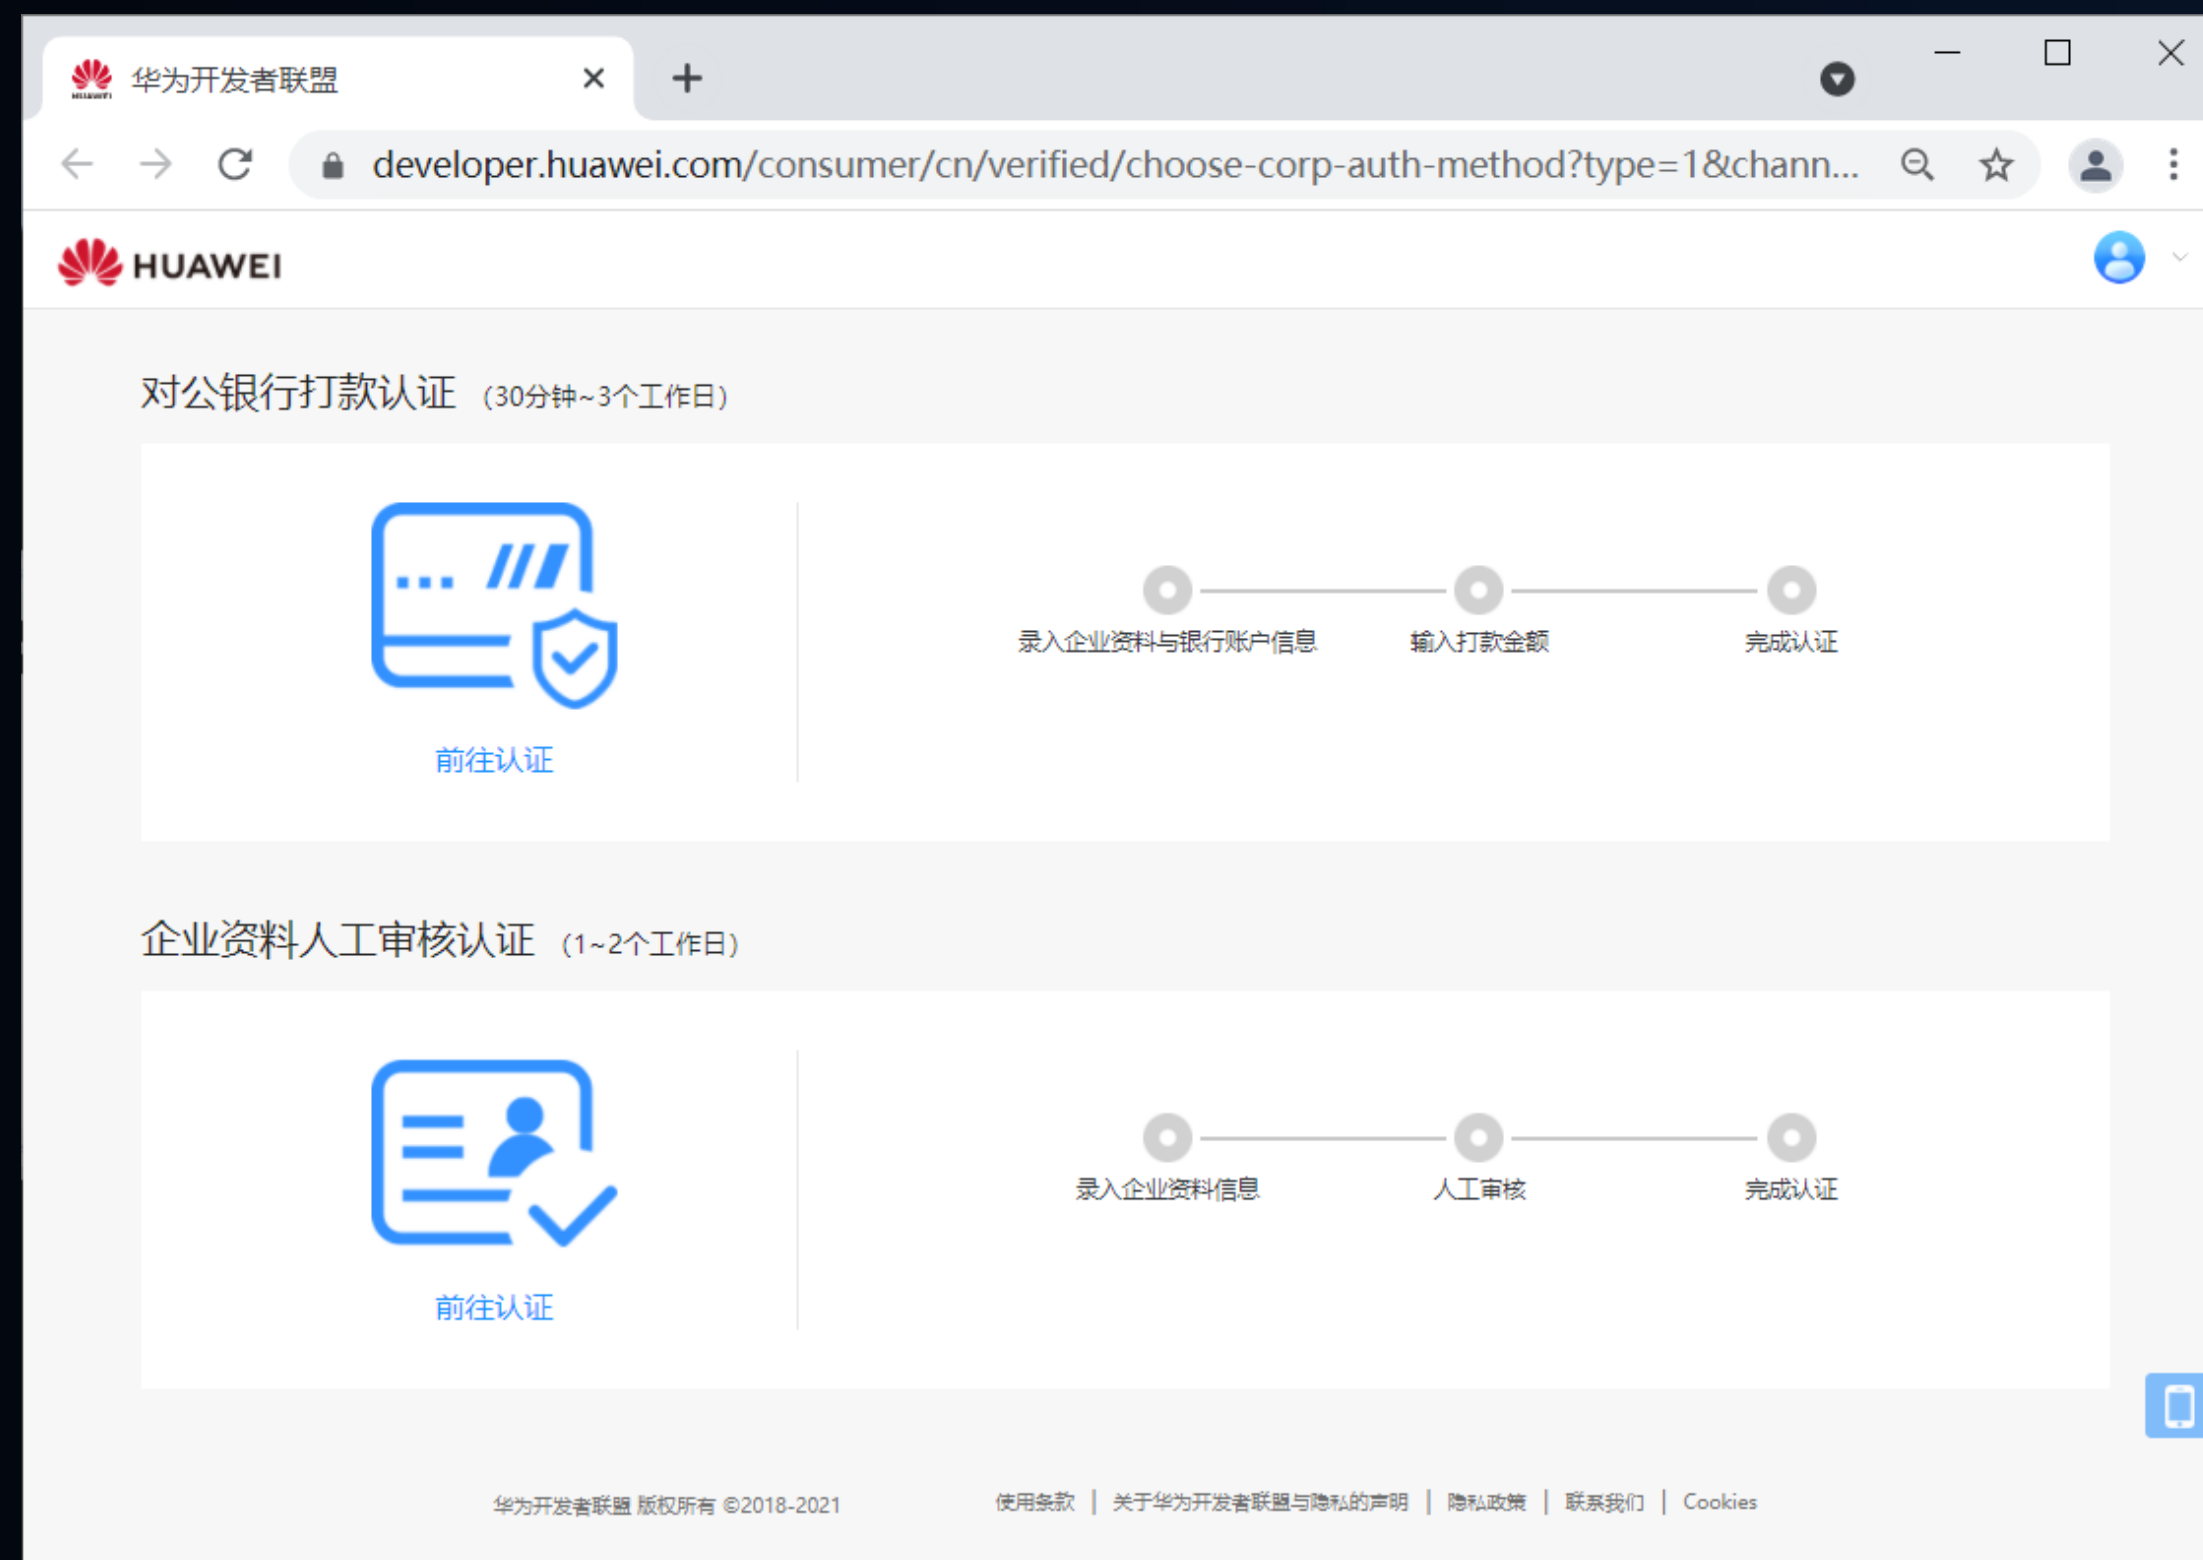 华为开发者联盟
developer.huawei.com/consumer/cn/verified/choose-corp-auth-method?type=1&chann...
HUAWEI
对公银行打款认证 (30分钟~3个工作日)
录入企业资料与银行账户信息 输入打款金额 完成认证
前往认证
企业资料人工审核认证 (1~2个工作日)
录入企业资料信息 人工审核 完成认证
前往认证
华为开发者联盟 版权所有 ©2018-2021 使用条款 | 关于华为开发者联盟与隐私的声明 | 隐私政策 | 联系我们 | Cookies